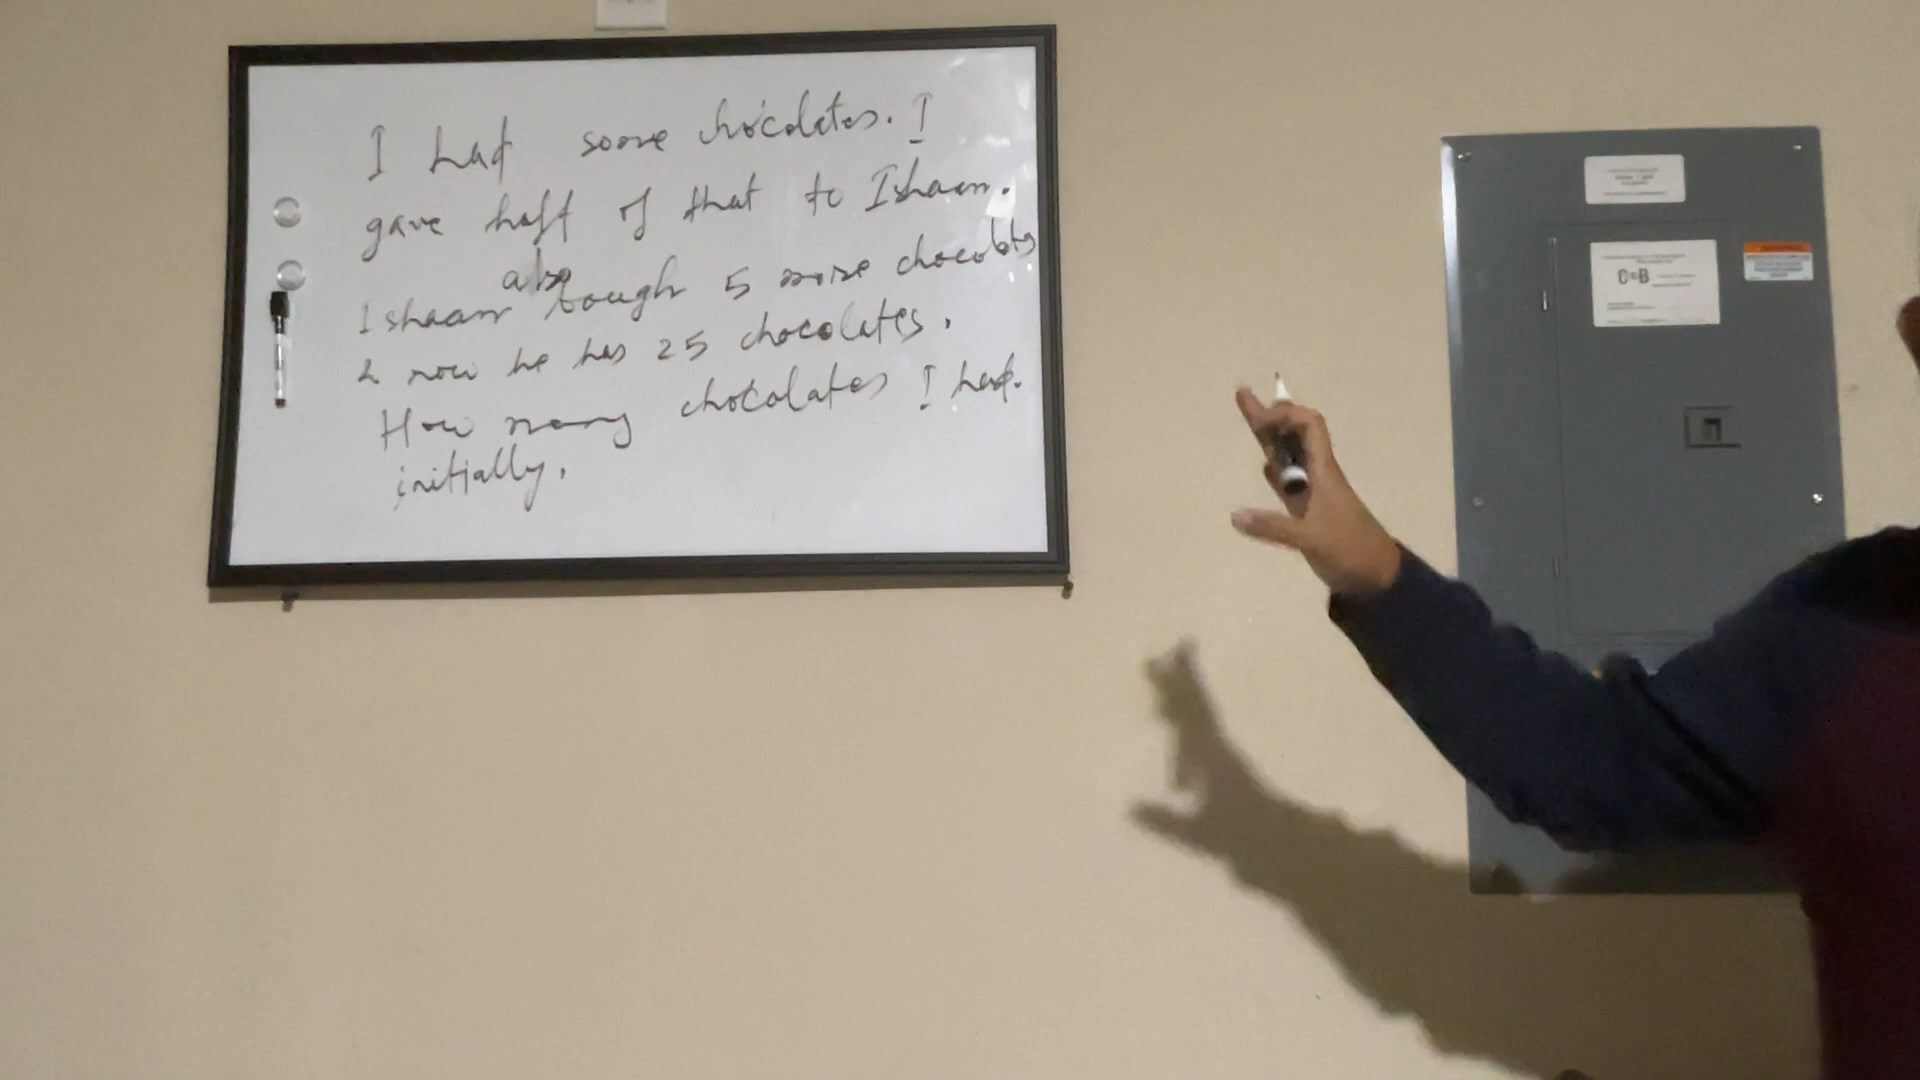 I had some chocolates. I
gave half of that to Ishaan.
also
Ishaan bough 5 more chocolates
& now he has 25 chocolates.
How many chocolates I had.
initially.
C B